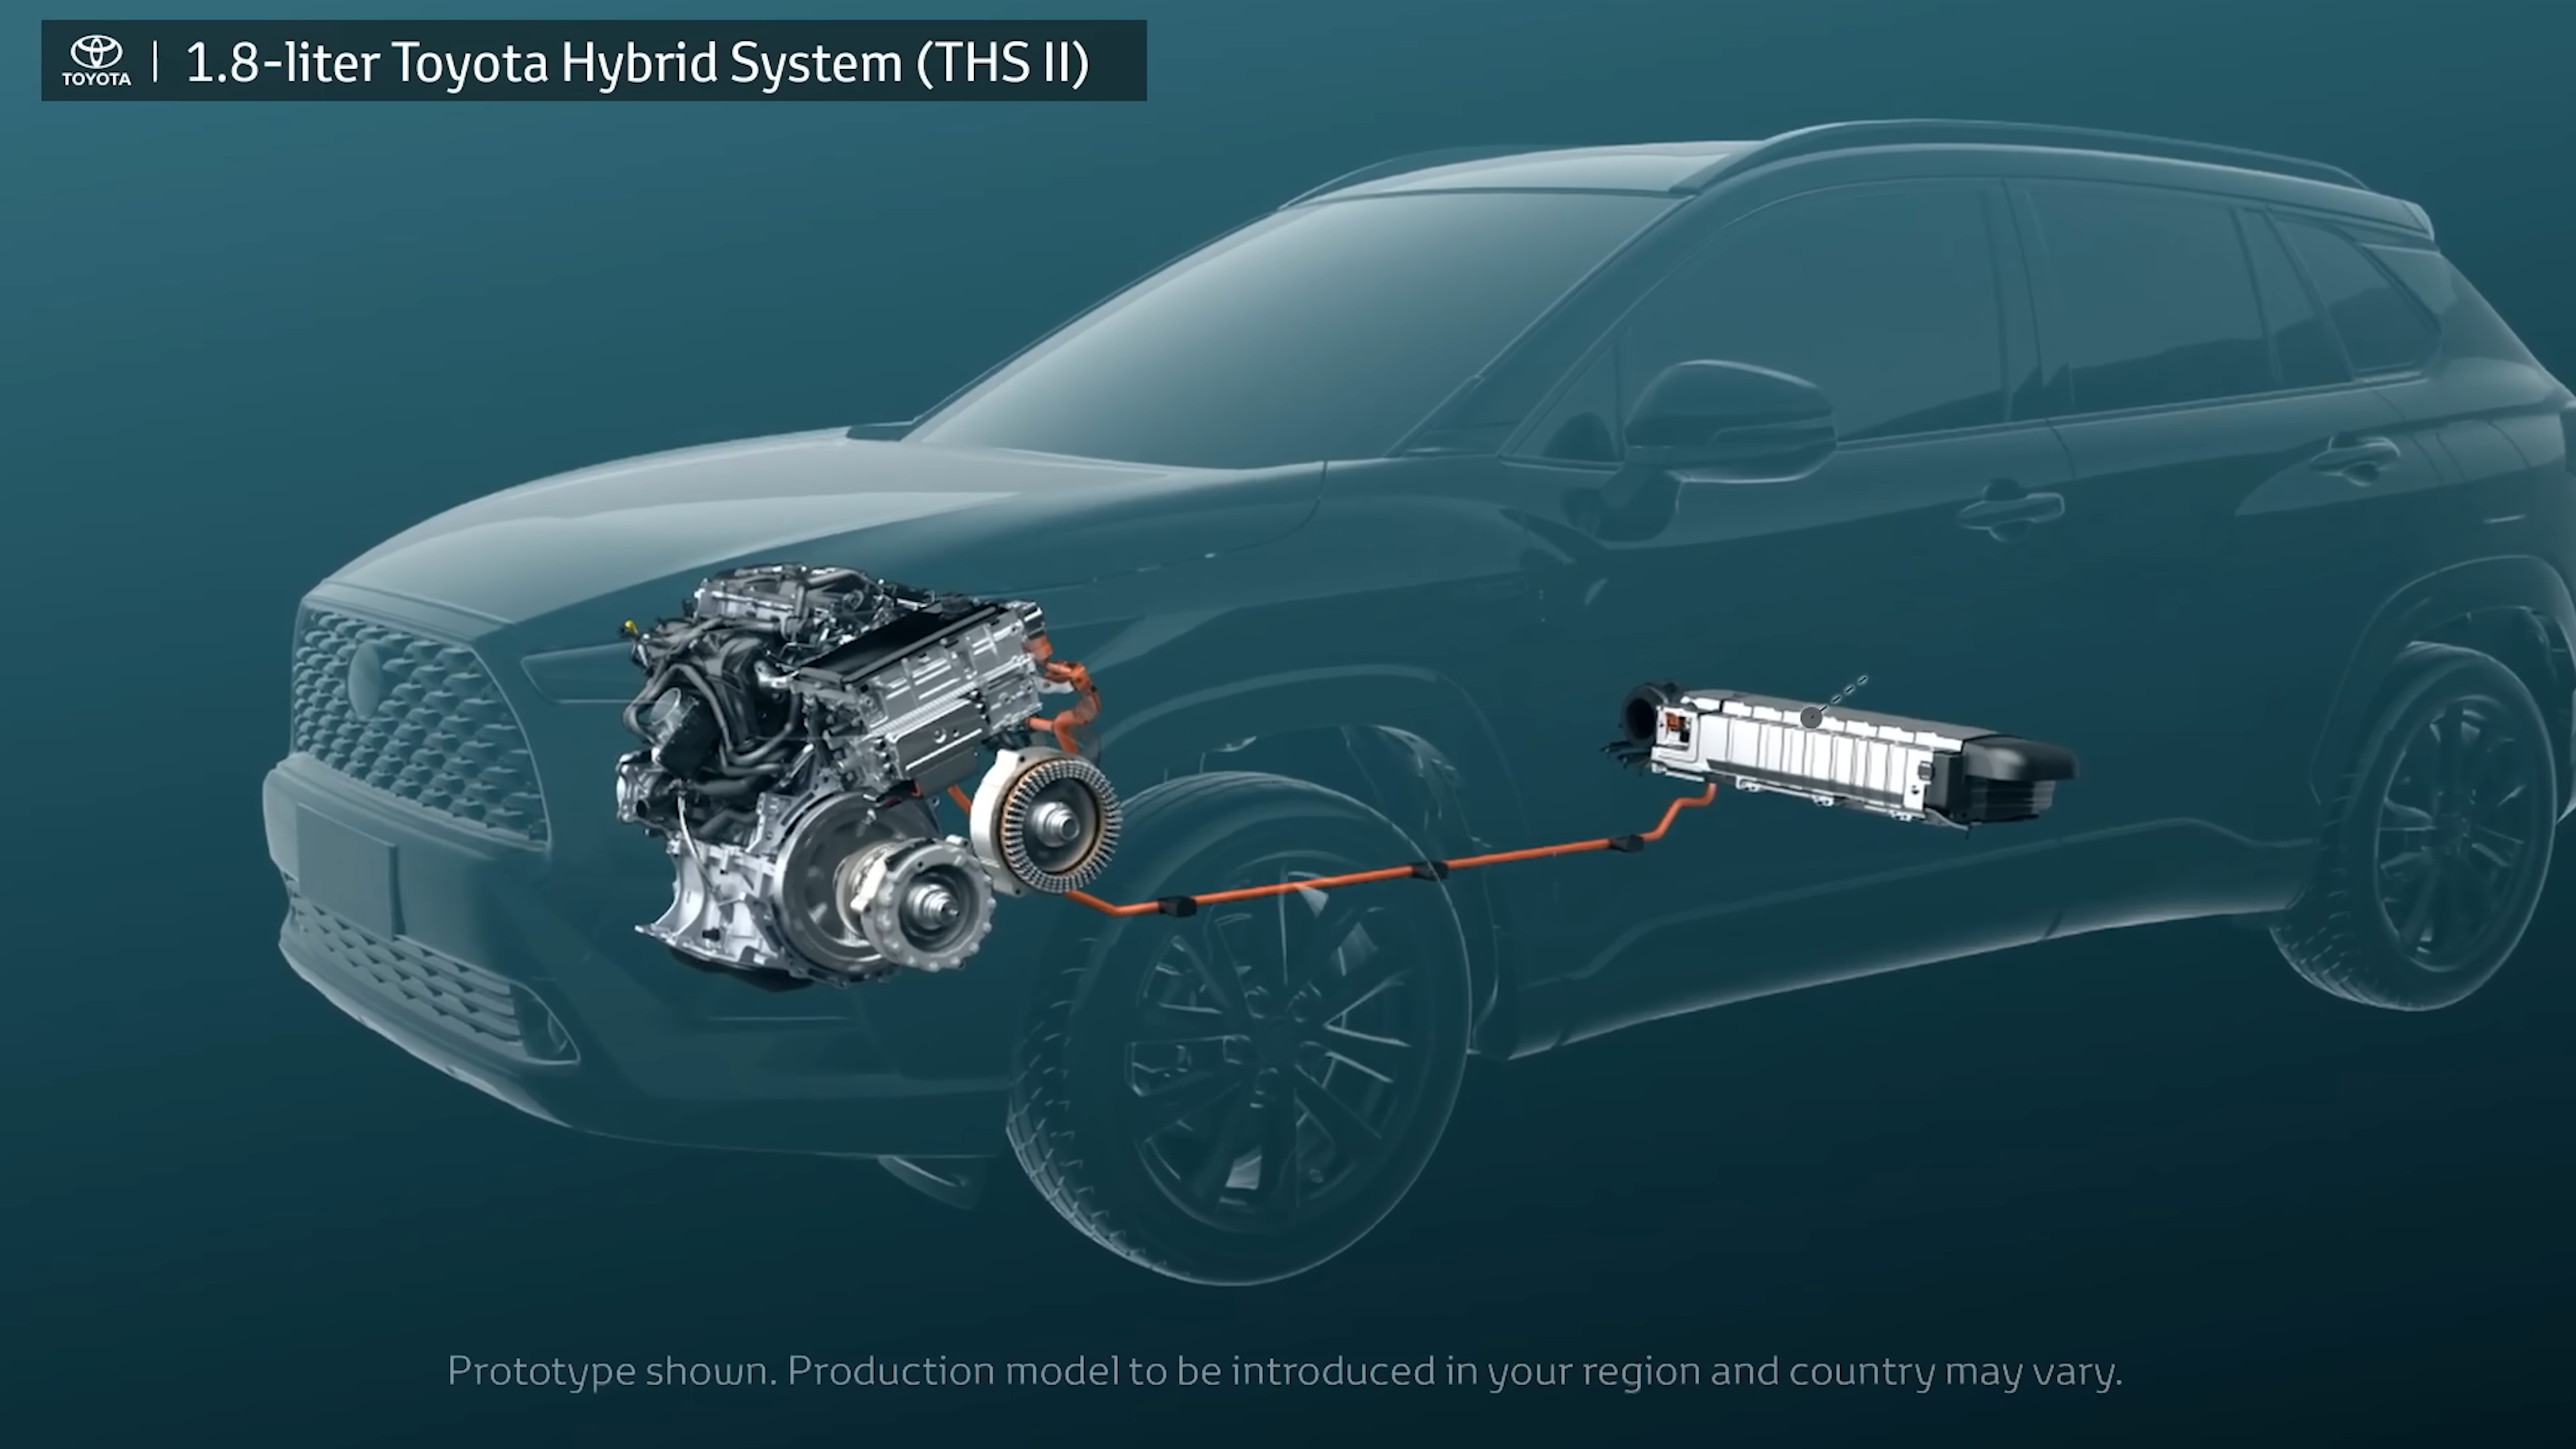 TOYOTA
1.8-liter Toyota Hybrid System (THS II)
Prototype shown. Production model to be introduced in your region and country may vary.